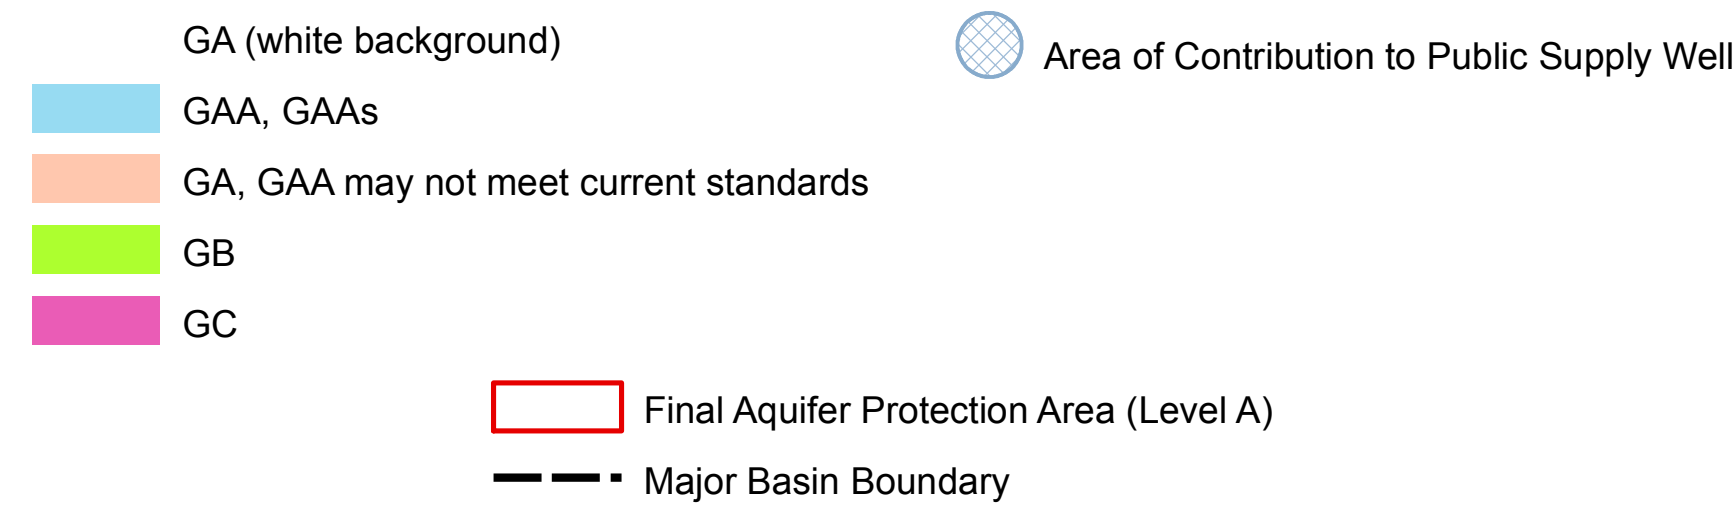 GA (white background)
Area of Contribution to Public Supply Well
GAA, GAAs
GA, GAA may not meet current standards
GB
GC
Final Aquifer Protection Area (Level A)
Major Basin Boundary